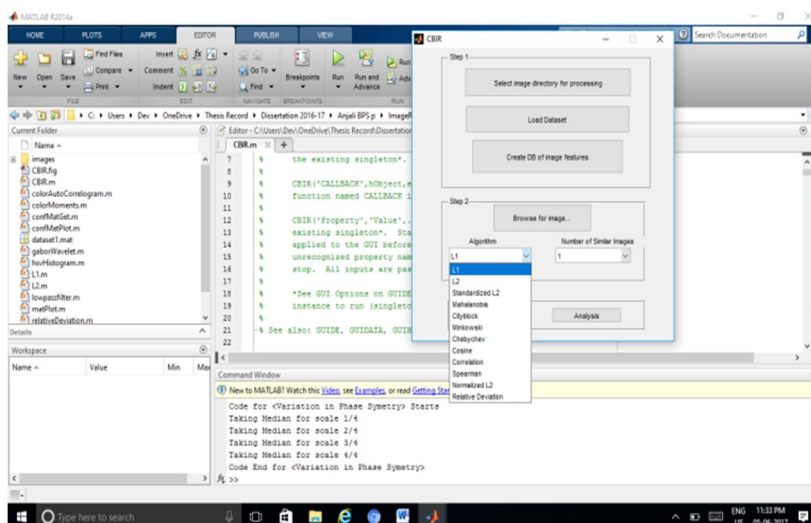 MATLAB R2014a
HOME PLOTS APPS EDITOR PUBLISH VIEW
Search Documentation
New Open Save
Find Files
Compare
Print
Insert
Comment
Indent
Go To
Find
Breakpoints
Run
Run and Advance
Run
FILE EDIT NAVIGATE BREAKPOINTS RUN
C: Users Dev OneDrive Thesis Record Dissertation 2016-17 Anjali BPS p
Current Folder
Name
images
CBIR.fig
CBIR.m
colorAutoCorrelogram.m
colorMoments.m
confMatGet.m
confMatPlot.m
dataset1.mat
gaborWavelet.m
hsvHistogram.m
L1.m
L2.m
lowpassfilter.m
matPlot.m
relativeDeviation.m
Details
Workspace
Name Value Min
Editor - C:\Users\Dev\OneDrive\Thesis Record\Dissertation
CBIR.m
7 % the existing singleton*.
8 %
9 % CBIR('CALLBACK',hObject,e
10 % function named CALLBACK i
11 %
12 % CBIR('Property','Value',.
13 % existing singleton*. Sta
14 % applied to the GUI before
15 % unrecognized property nam
16 % stop. All inputs are pas
17 %
18 % *See GUI Options on GUIDE
19 % instance to run (singleto
20 %
21 % See also: GUIDE, GUIDATA, GUIH
22
Command Window
New to MATLAB? Watch this Video, see Examples, or read Getting
Code for <Variation in Phase Symetry> Starts
Taking Median for scale 1/4
Taking Median for scale 2/4
Taking Median for scale 3/4
Taking Median for scale 4/4
Code End for <Variation in Phase Symetry>
fx >>
CBIR
Step 1
Select image directory for processing
Load Dataset
Create DB of image features
Step 2
Browse for image...
Algorithm Number of Similar Images
L1 1
L1
L2
Standardized L2
Mahalanobis
Cityblock
Minkowski
Chebychev
Cosine
Correlation
Spearman
Normalized L2
Relative Deviation
Analysis
Type here to search
ENG 11:33 PM
US 05-06-2017